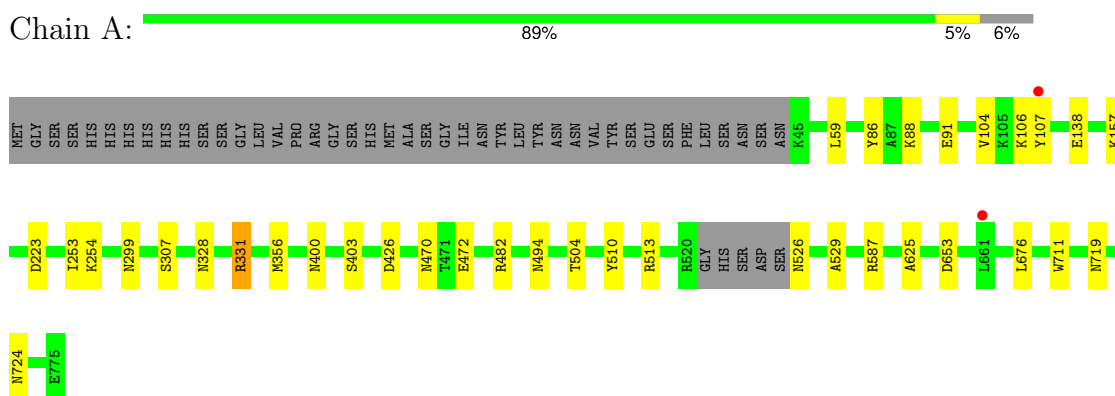 Chain A:
89% 5% 6%
MET GLY SER SER HIS HIS HIS HIS HIS HIS SER SER GLY LEU VAL PRO ARG GLY SER HIS MET ALA SER GLY ILE ASN TYR LEU TYR ASN ASN VAL TYR SER GLU SER PHE LEU SER ASN SER ASN K45 L59 Y86 A87 K88 E91 V104 K105 K106 Y107 E138 K157
D223 I253 K254 N299 S307 N328 R331 M356 N400 S403 D426 N470 T471 E472 R482 N494 T504 Y510 R513 R520 GLY HIS SER ASP SER N526 A529 R587 A625 D653 L661 L676 W711 N719
N724 E775